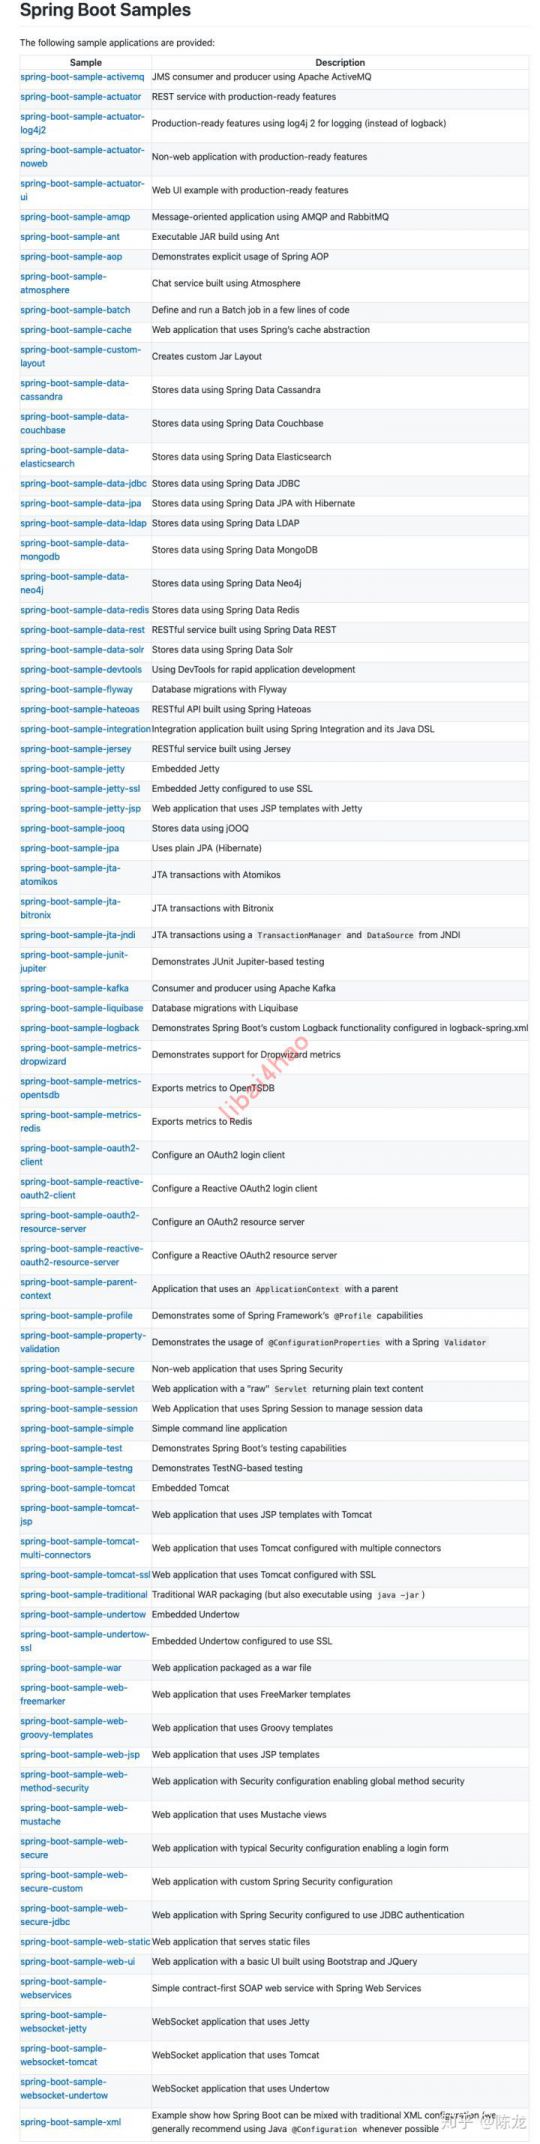 Spring Boot Samples
The following sample applications are provided:
Sample Description
spring-boot-sample-activemq JMS consumer and producer using Apache ActiveMQ
spring-boot-sample-actuator REST service with production-ready features
spring-boot-sample-actuator-
log4j2
Production-ready features using log4j 2 for logging (instead of logback)
spring-boot-sample-actuator-
noweb
Non-web application with production-ready features
spring-boot-sample-actuator-
ui
Web UI example with production-ready features
spring-boot-sample-amqp Message-oriented application using AMQP and RabbitMQ
spring-boot-sample-ant Executable JAR build using Ant
spring-boot-sample-aop Demonstrates explicit usage of Spring AOP
spring-boot-sample-
atmosphere
Chat service built using Atmosphere
spring-boot-sample-batch Define and run a Batch job in a few lines of code
spring-boot-sample-cache Web application that uses Spring's cache abstraction
spring-boot-sample-custom-
layout
Creates custom Jar Layout
spring-boot-sample-data-
cassandra
Stores data using Spring Data Cassandra
spring-boot-sample-data-
couchbase
Stores data using Spring Data Couchbase
spring-boot-sample-data-
elasticsearch
Stores data using Spring Data Elasticsearch
spring-boot-sample-data-jdbc Stores data using Spring Data JDBC
spring-boot-sample-data-jpa Stores data using Spring Data JPA with Hibernate
spring-boot-sample-data-ldap Stores data using Spring Data LDAP
spring-boot-sample-data-
mongodb
Stores data using Spring Data MongoDB
spring-boot-sample-data-
neo4j
Stores data using Spring Data Neo4j
spring-boot-sample-data-redis Stores data using Spring Data Redis
spring-boot-sample-data-rest RESTful service built using Spring Data REST
spring-boot-sample-data-solr Stores data using Spring Data Solr
spring-boot-sample-devtools Using DevTools for rapid application development
spring-boot-sample-flyway Database migrations with Flyway
spring-boot-sample-hateoas RESTful API built using Spring Hateoas
spring-boot-sample-integration Integration application built using Spring Integration and its Java DSL
spring-boot-sample-jersey RESTful service built using Jersey
spring-boot-sample-jetty Embedded Jetty
spring-boot-sample-jetty-ssl Embedded Jetty configured to use SSL
spring-boot-sample-jetty-jsp Web application that uses JSP templates with Jetty
spring-boot-sample-jooq Stores data using jOOQ
spring-boot-sample-jpa Uses plain JPA (Hibernate)
spring-boot-sample-jta-
atomikos
JTA transactions with Atomikos
spring-boot-sample-jta-
bitronix
JTA transactions with Bitronix
spring-boot-sample-jta-jndi JTA transactions using a TransactionManager and DataSource from JNDI
spring-boot-sample-junit-
jupiter
Demonstrates JUnit Jupiter-based testing
spring-boot-sample-kafka Consumer and producer using Apache Kafka
spring-boot-sample-liquibase Database migrations with Liquibase
spring-boot-sample-logback Demonstrates Spring Boot's custom Logback functionality configured in logback-spring.xml
spring-boot-sample-metrics-
dropwizard
Demonstrates support for Dropwizard metrics
spring-boot-sample-metrics-
opentsdb
Exports metrics to OpenTSDB
spring-boot-sample-metrics-
redis
Exports metrics to Redis
libai4hao
spring-boot-sample-oauth2-
client
Configure an OAuth2 login client
spring-boot-sample-reactive-
oauth2-client
Configure a Reactive OAuth2 login client
spring-boot-sample-oauth2-
resource-server
Configure an OAuth2 resource server
spring-boot-sample-reactive-
oauth2-resource-server
Configure a Reactive OAuth2 resource server
spring-boot-sample-parent-
context
Application that uses an ApplicationContext with a parent
spring-boot-sample-profile Demonstrates some of Spring Framework's @Profile capabilities
spring-boot-sample-property-
validation
Demonstrates the usage of @ConfigurationProperties with a Spring Validator
spring-boot-sample-secure Non-web application that uses Spring Security
spring-boot-sample-servlet Web application with a "raw" Servlet returning plain text content
spring-boot-sample-session Web Application that uses Spring Session to manage session data
spring-boot-sample-simple Simple command line application
spring-boot-sample-test Demonstrates Spring Boot's testing capabilities
spring-boot-sample-testng Demonstrates TestNG-based testing
spring-boot-sample-tomcat Embedded Tomcat
spring-boot-sample-tomcat-
jsp
Web application that uses JSP templates with Tomcat
spring-boot-sample-tomcat-
multi-connectors
Web application that uses Tomcat configured with multiple connectors
spring-boot-sample-tomcat-ssl Web application that uses Tomcat configured with SSL
spring-boot-sample-traditional Traditional WAR packaging (but also executable using java -jar )
spring-boot-sample-undertow Embedded Undertow
spring-boot-sample-undertow-
ssl
Embedded Undertow configured to use SSL
spring-boot-sample-war Web application packaged as a war file
spring-boot-sample-web-
freemarker
Web application that uses FreeMarker templates
spring-boot-sample-web-
groovy-templates
Web application that uses Groovy templates
spring-boot-sample-web-jsp Web application that uses JSP templates
spring-boot-sample-web-
method-security
Web application with Security configuration enabling global method security
spring-boot-sample-web-
mustache
Web application that uses Mustache views
spring-boot-sample-web-
secure
Web application with typical Security configuration enabling a login form
spring-boot-sample-web-
secure-custom
Web application with custom Spring Security configuration
spring-boot-sample-web-
secure-jdbc
Web application with Spring Security configured to use JDBC authentication
spring-boot-sample-web-static Web application that serves static files
spring-boot-sample-web-ui Web application with a basic UI built using Bootstrap and JQuery
spring-boot-sample-
webservices
Simple contract-first SOAP web service with Spring Web Services
spring-boot-sample-
websocket-jetty
WebSocket application that uses Jetty
spring-boot-sample-
websocket-tomcat
WebSocket application that uses Tomcat
spring-boot-sample-
websocket-undertow
WebSocket application that uses Undertow
spring-boot-sample-xml
Example show how Spring Boot can be mixed with traditional XML configuration (we
generally recommend using Java @Configuration whenever possible
知乎 @陈龙